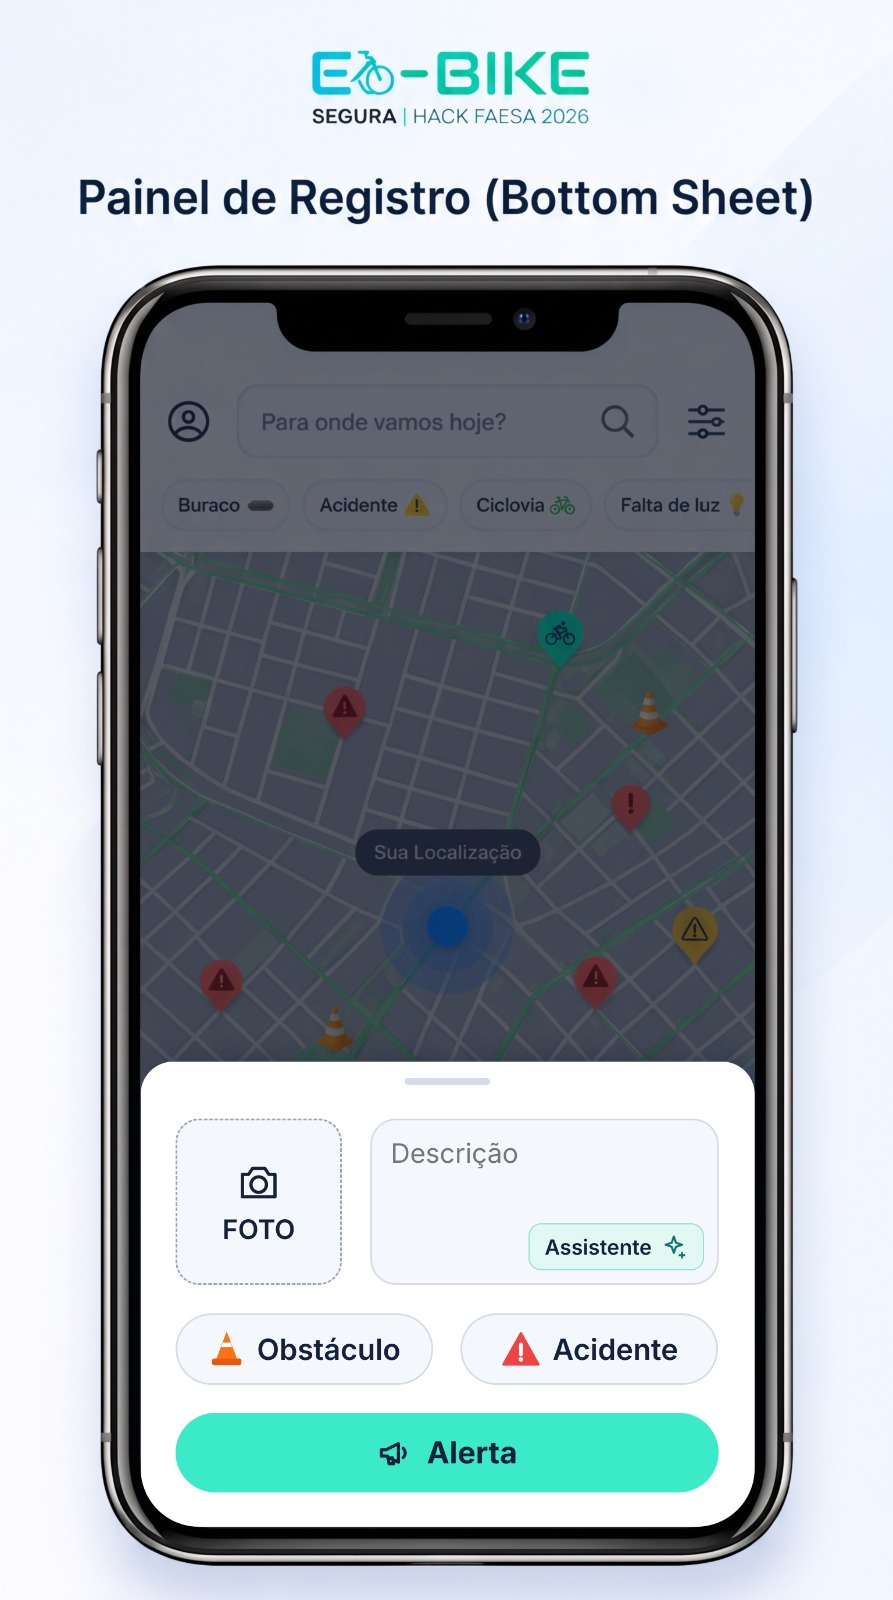 E-BIKE
SEGURA | HACK FAESA 2026
Painel de Registro (Bottom Sheet)
Para onde vamos hoje?
Buraco
Acidente
Ciclovia
Falta de luz
Sua Localização
FOTO
Descrição
Assistente
Obstáculo
Acidente
Alerta